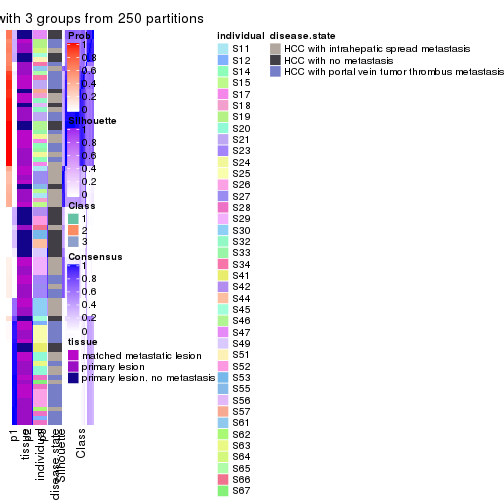 with 3 groups from 250 partitions
Prob
1
0.8
0.6
0.4
0.2
0
Silhouette
1
0.8
0.6
0.4
0.2
0
Class
1
2
3
Consensus
1
0.8
0.6
0.4
0.2
0
tissue
matched metastatic lesion
primary lesion
primary lesion. no metastasis
individual
S11
S12
S14
S15
S17
S18
S19
S20
S21
S23
S24
S25
S26
S27
S28
S29
S30
S32
S33
S34
S41
S42
S44
S45
S46
S47
S49
S51
S52
S53
S55
S56
S57
S61
S62
S63
S64
S65
S66
S67
disease.state
HCC with intrahepatic spread metastasis
HCC with no metastasis
HCC with portal vein tumor thrombus metastasis
p1
tissue
individual
disease.state
Silhouette
Class